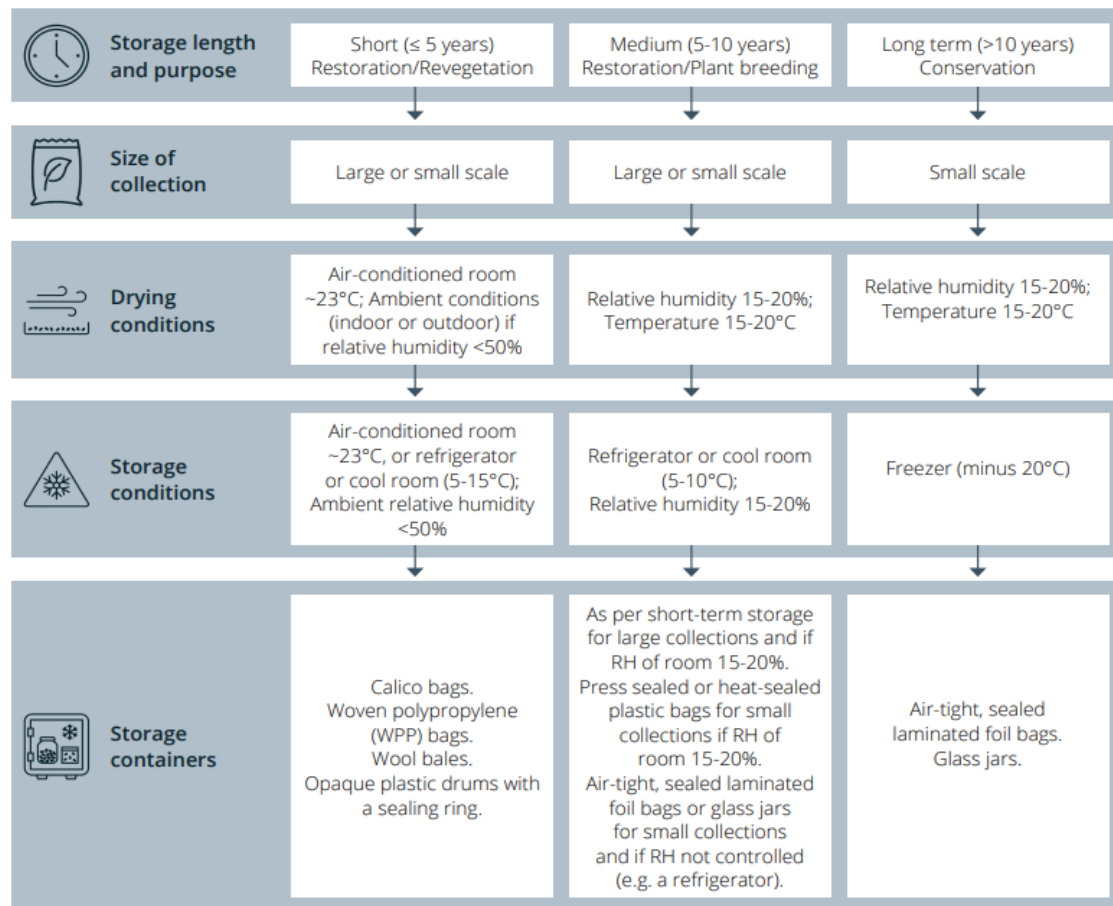 Storage length
and purpose
Short (≤ 5 years)
Restoration/Revegetation
Medium (5-10 years)
Restoration/Plant breeding
Long term (>10 years)
Conservation
Size of
collection
Large or small scale
Large or small scale
Small scale
Drying
conditions
Air-conditioned room
~23°C; Ambient conditions
(indoor or outdoor) if
relative humidity <50%
Relative humidity 15-20%;
Temperature 15-20°C
Relative humidity 15-20%;
Temperature 15-20°C
Storage
conditions
Air-conditioned room
~23°C, or refrigerator
or cool room (5-15°C);
Ambient relative humidity
<50%
Refrigerator or cool room
(5-10°C);
Relative humidity 15-20%
Freezer (minus 20°C)
Storage
containers
Calico bags.
Woven polypropylene
(WPP) bags.
Wool bales.
Opaque plastic drums with
a sealing ring.
As per short-term storage
for large collections and if
RH of room 15-20%.
Press sealed or heat-sealed
plastic bags for small
collections if RH of
room 15-20%.
Air-tight, sealed laminated
foil bags or glass jars
for small collections
and if RH not controlled
(e.g. a refrigerator).
Air-tight, sealed
laminated foil bags.
Glass jars.